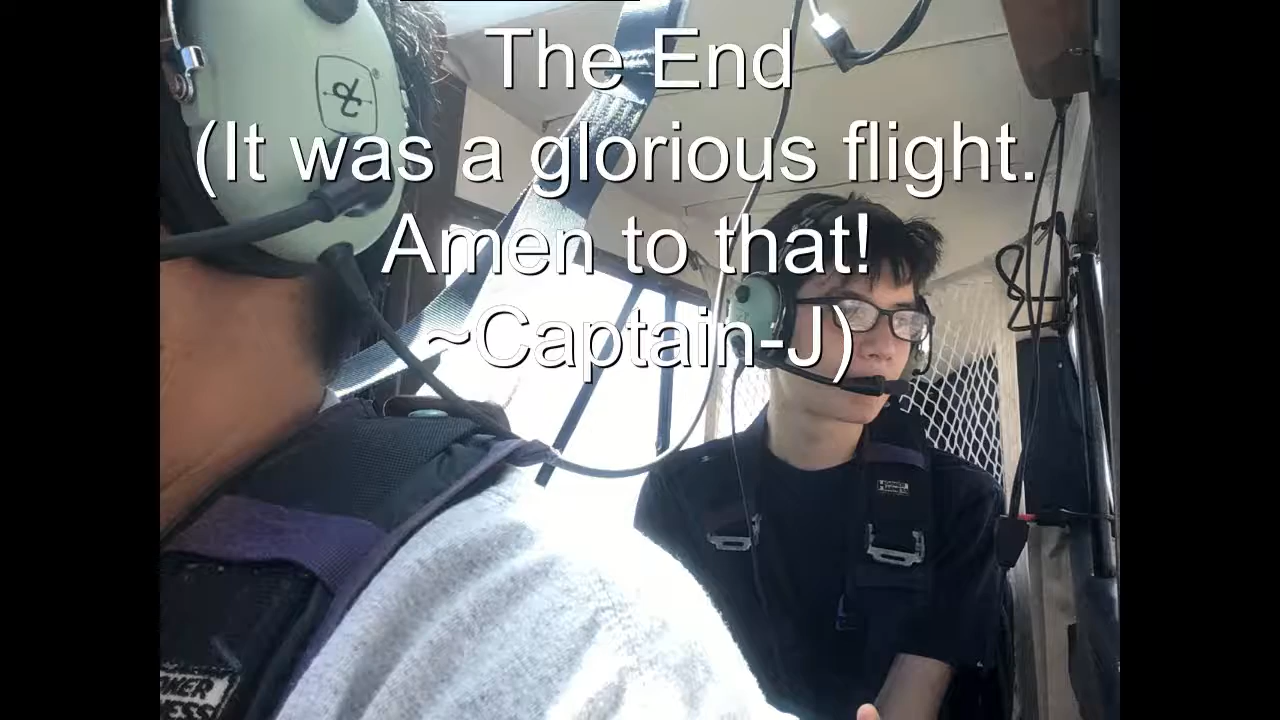 The End
(It was a glorious flight.
Amen to that!
~Captain-J)